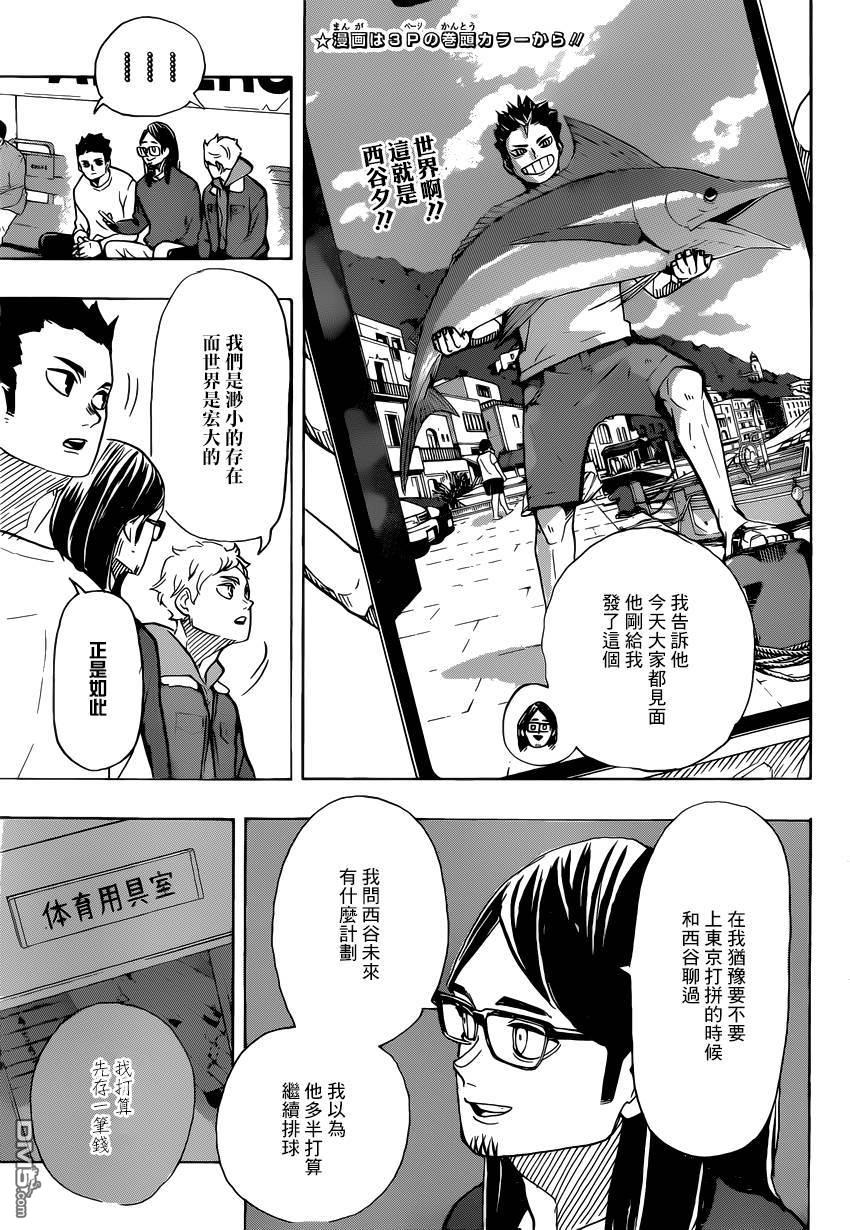 ★漫画は3Pの巻頭カラーから!!
世界啊!!
這就是
西谷夕!!
我告訴他
今天大家都見面
他剛給我
發了這個
!!!!
我們是渺小的存在
而世界是宏大的
正是如此
在我猶豫要不要
上東京打拼的時候
和西谷聊過
我問西谷未來
有什麼計劃
我以為
他多半打算
繼續排球
体育用具室
我打算
先存一筆錢
DM5.com